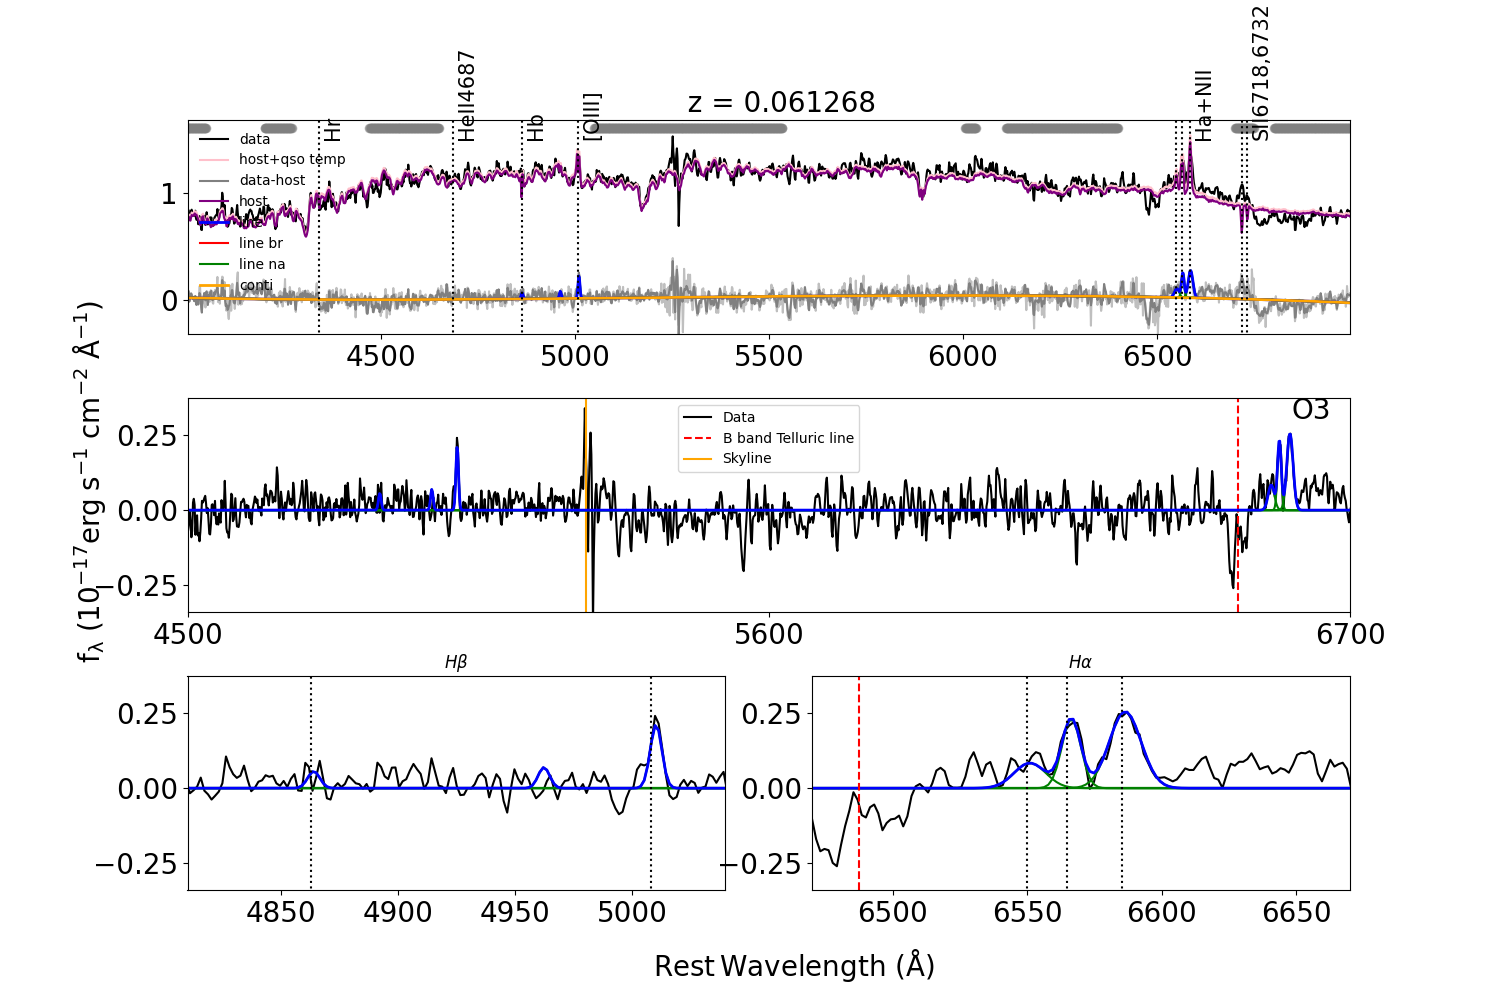 z = 0.061268
Hr
HeII4687
Hb
[OIII]
Ha+NII
SII6718,6732
data
host+qso temp
data-host
host
line
line br
line na
conti
1
0
4500
5000
5500
6000
6500
f_λ (10^−17 erg s^−1 cm^−2 Å^−1)
O3
Data
B band Telluric line
Skyline
0.25
0.00
−0.25
4500
5600
6700
Hβ
0.25
0.00
−0.25
4850
4900
4950
5000
Hα
0.25
0.00
−0.25
6500
6550
6600
6650
Rest Wavelength (Å)